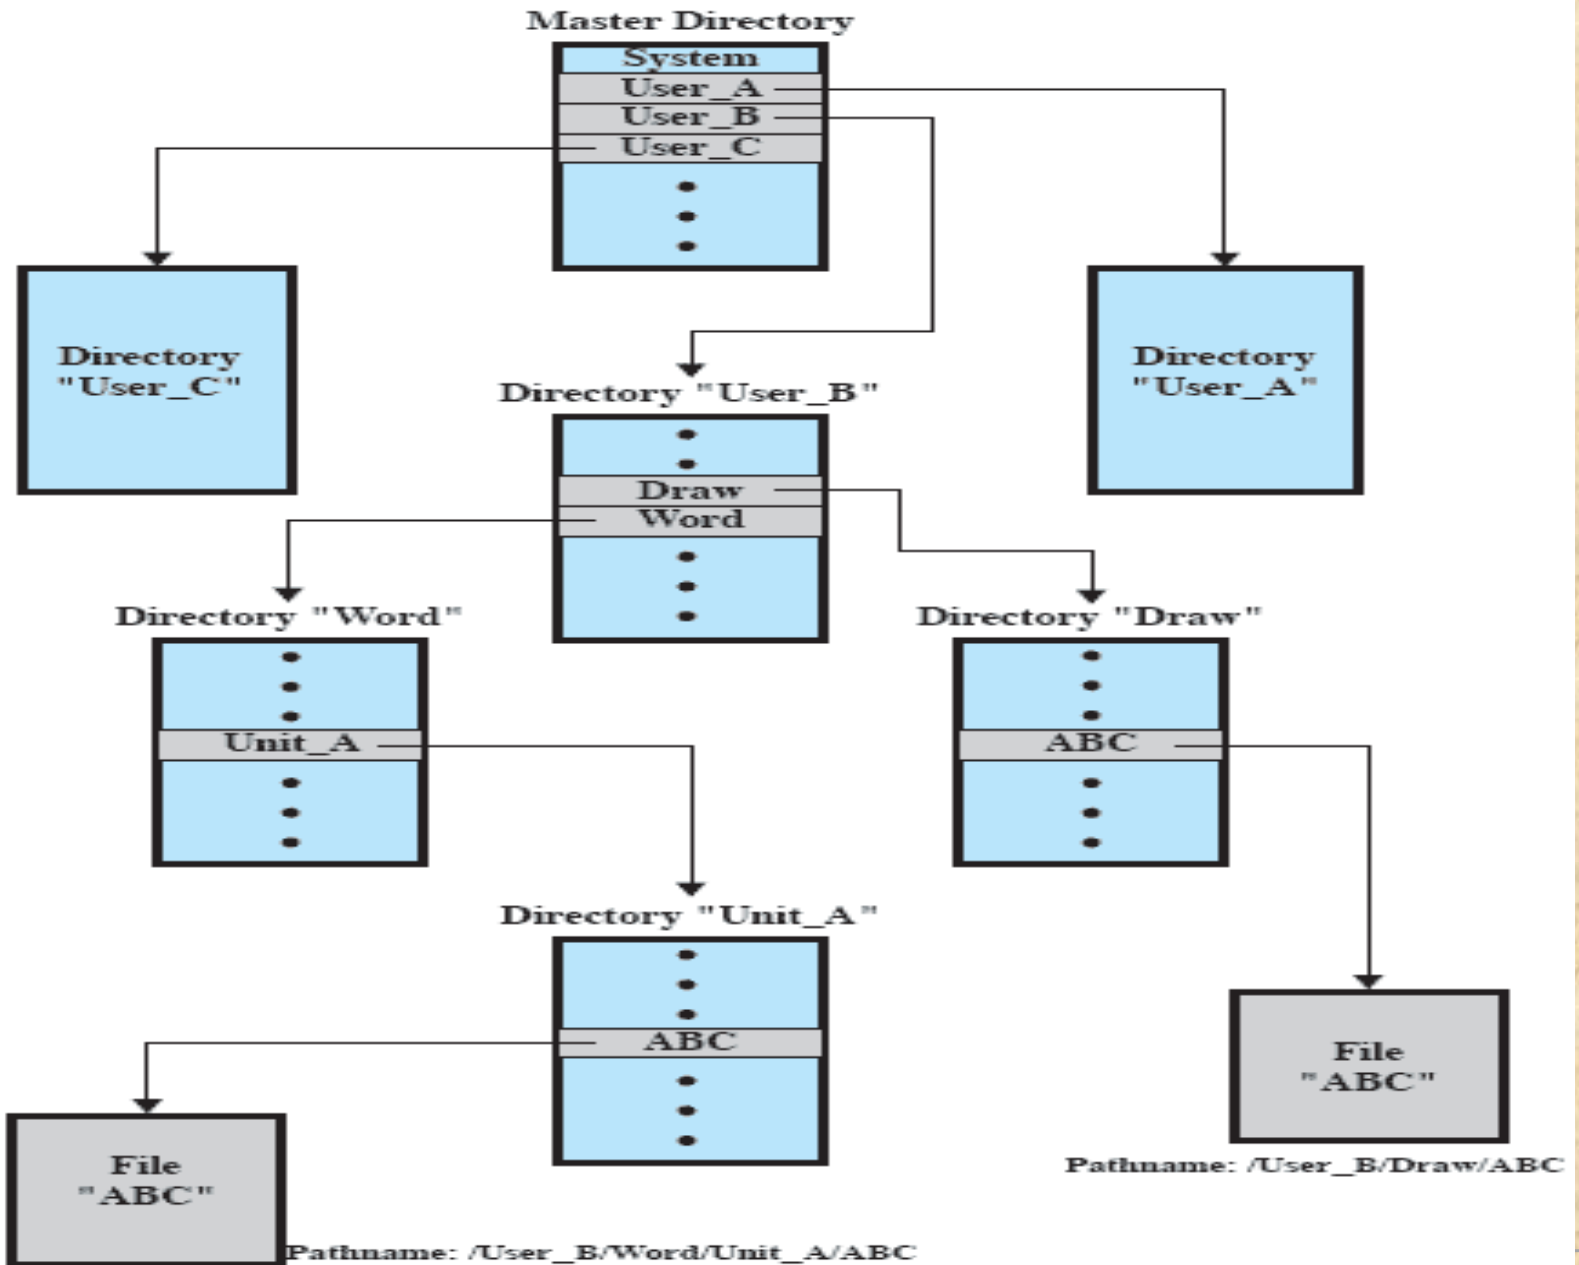 Master Directory
System
User_A
User_B
User_C
Directory
"User_C"
Directory
"User_A"
Directory "User_B"
Draw
Word
Directory "Word"
Directory "Draw"
Unit_A
ABC
Directory "Unit_A"
ABC
File
"ABC"
Pathname: /User_B/Draw/ABC
File
"ABC"
Pathname: /User_B/Word/Unit_A/ABC